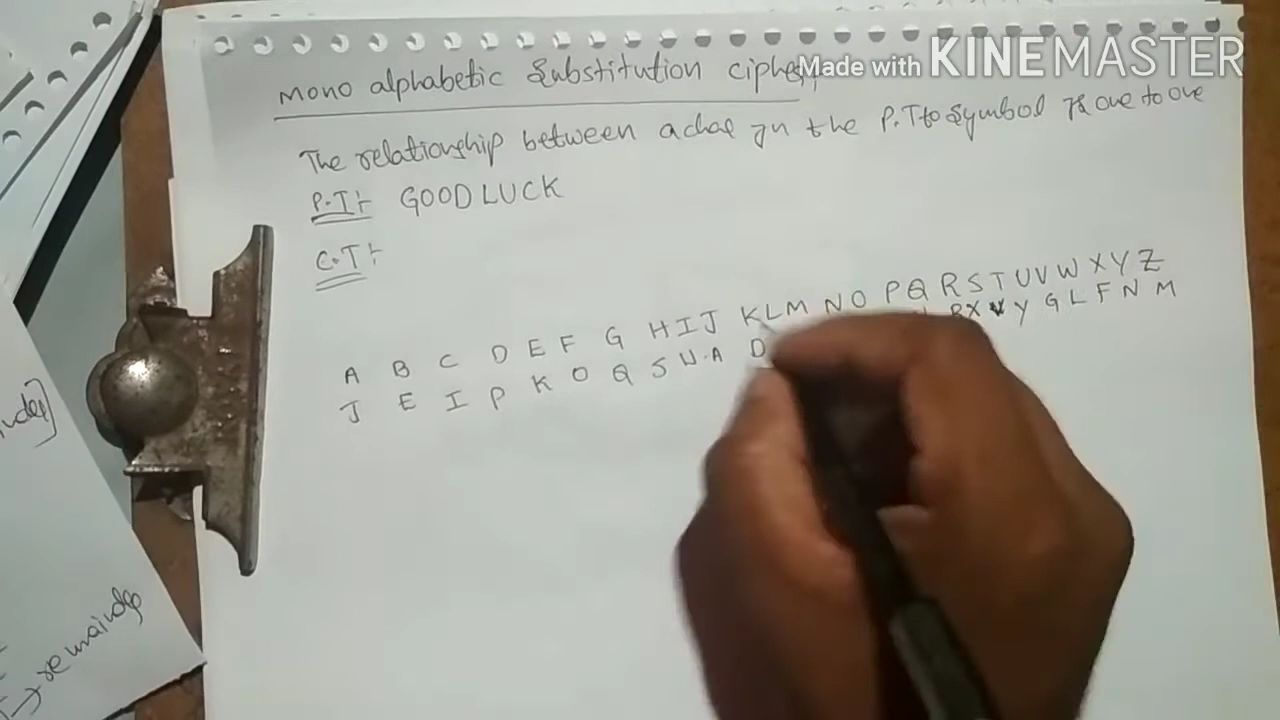 Made with KINEMASTER
mono alphabetic Substitution cipher
The relationship between a char in the P.T to symbol is one to one
P.T:- GOODLUCK
C.T:-
A B C D E F G H I J K L M N O P Q R S T U V W X Y Z
J E I P K O Q S U A D R X V Y G L F N M
→ remainder